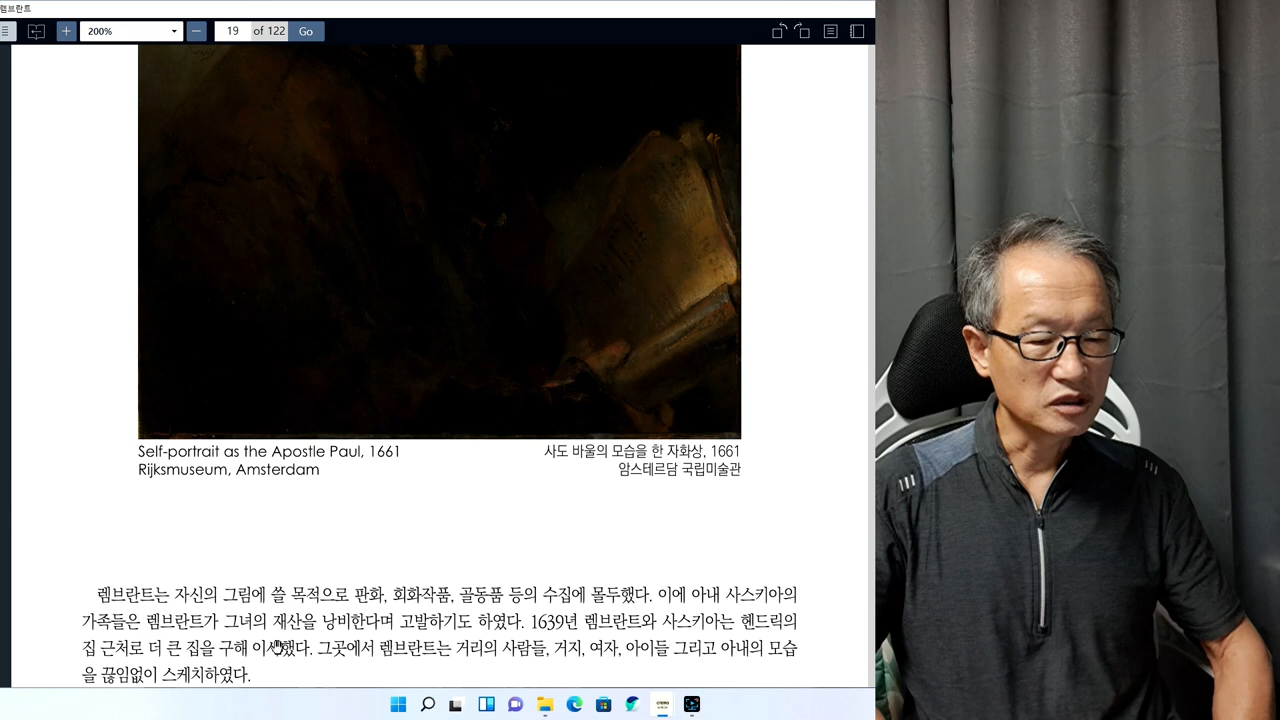 렘브란트
200%
19
of 122
Go
Self-portrait as the Apostle Paul, 1661
사도 바울의 모습을 한 자화상, 1661
Rijksmuseum, Amsterdam
암스테르담 국립미술관
렘브란트는 자신의 그림에 쓸 목적으로 판화, 회화작품, 골동품 등의 수집에 몰두했다. 이에 아내 사스키아의
가족들은 렘브란트가 그녀의 재산을 낭비한다며 고발하기도 하였다. 1639년 렘브란트와 사스키아는 헨드릭의
집 근처로 더 큰 집을 구해 이사했다. 그곳에서 렘브란트는 거리의 사람들, 거지, 여자, 아이들 그리고 아내의 모습
을 끊임없이 스케치하였다.